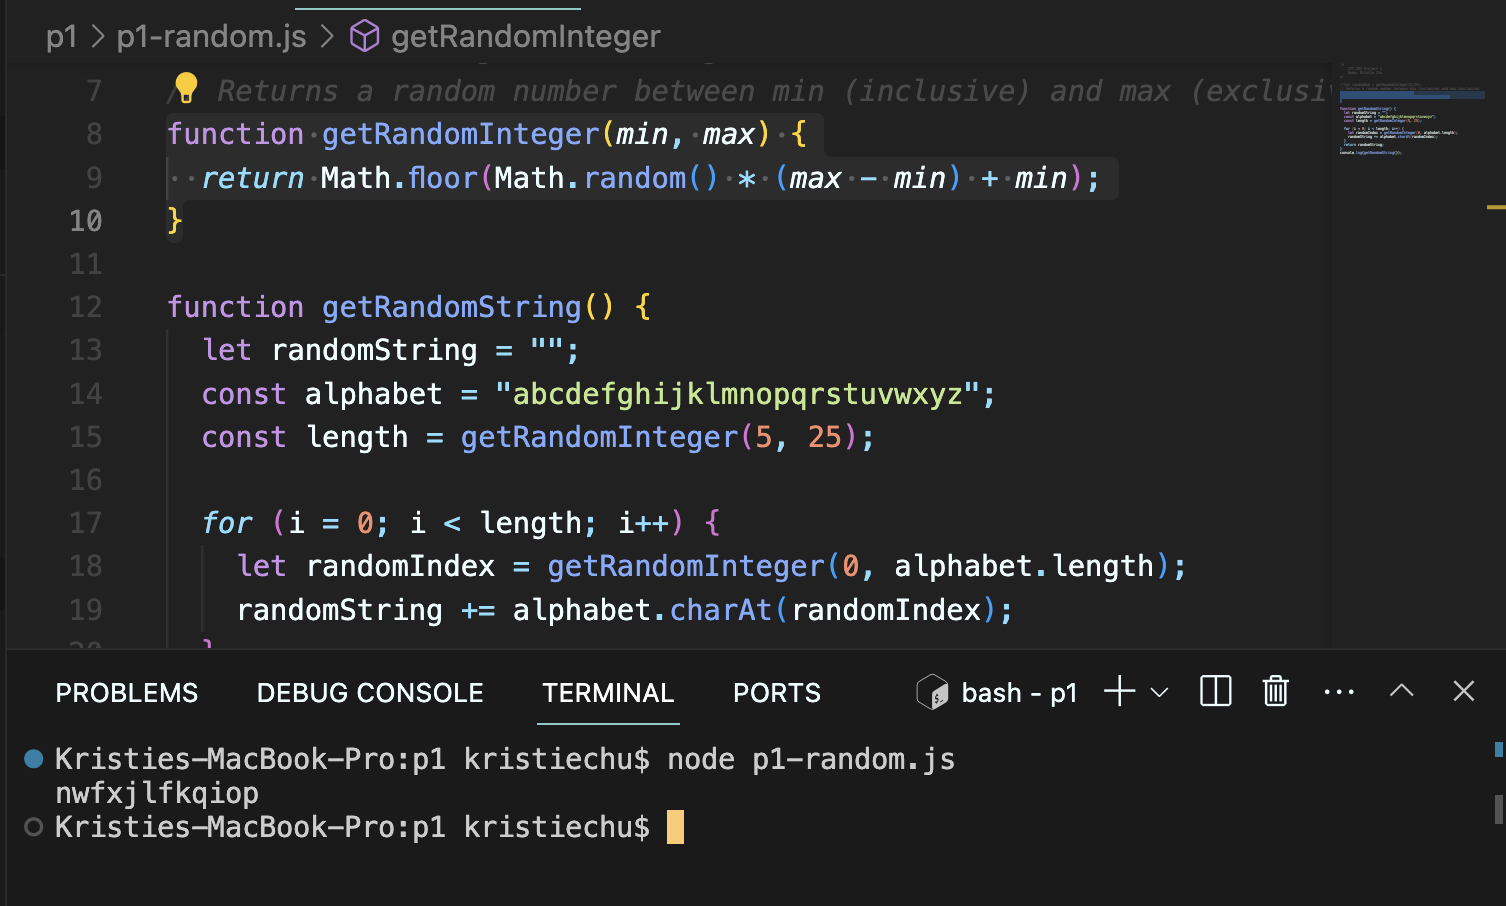 p1 > p1-random.js > getRandomInteger
7 // Returns a random number between min (inclusive) and max (exclusiv
8 function getRandomInteger(min, max) {
9 return Math.floor(Math.random() * (max - min) + min);
10 }
11
12 function getRandomString() {
13 let randomString = "";
14 const alphabet = "abcdefghijklmnopqrstuvwxyz";
15 const length = getRandomInteger(5, 25);
16
17 for (i = 0; i < length; i++) {
18 let randomIndex = getRandomInteger(0, alphabet.length);
19 randomString += alphabet.charAt(randomIndex);
20 }
PROBLEMS DEBUG CONSOLE TERMINAL PORTS bash - p1
Kristies-MacBook-Pro:p1 kristiechu$ node p1-random.js
nwfxjlfkqiop
Kristies-MacBook-Pro:p1 kristiechu$